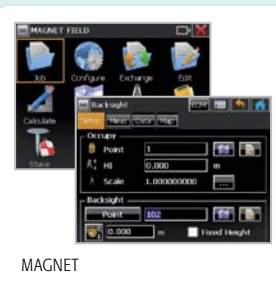 MAGNET FIELD
Job
Configure
Exchange
Edit
Calculate
Stake
Backsight
EDM
Setup
Meas
Data
Map
Occupy
Point 1
HI 0.000 m
Scale 1.000000000 ...
Backsight
Point 102
0.000 m Fixed Height
MAGNET